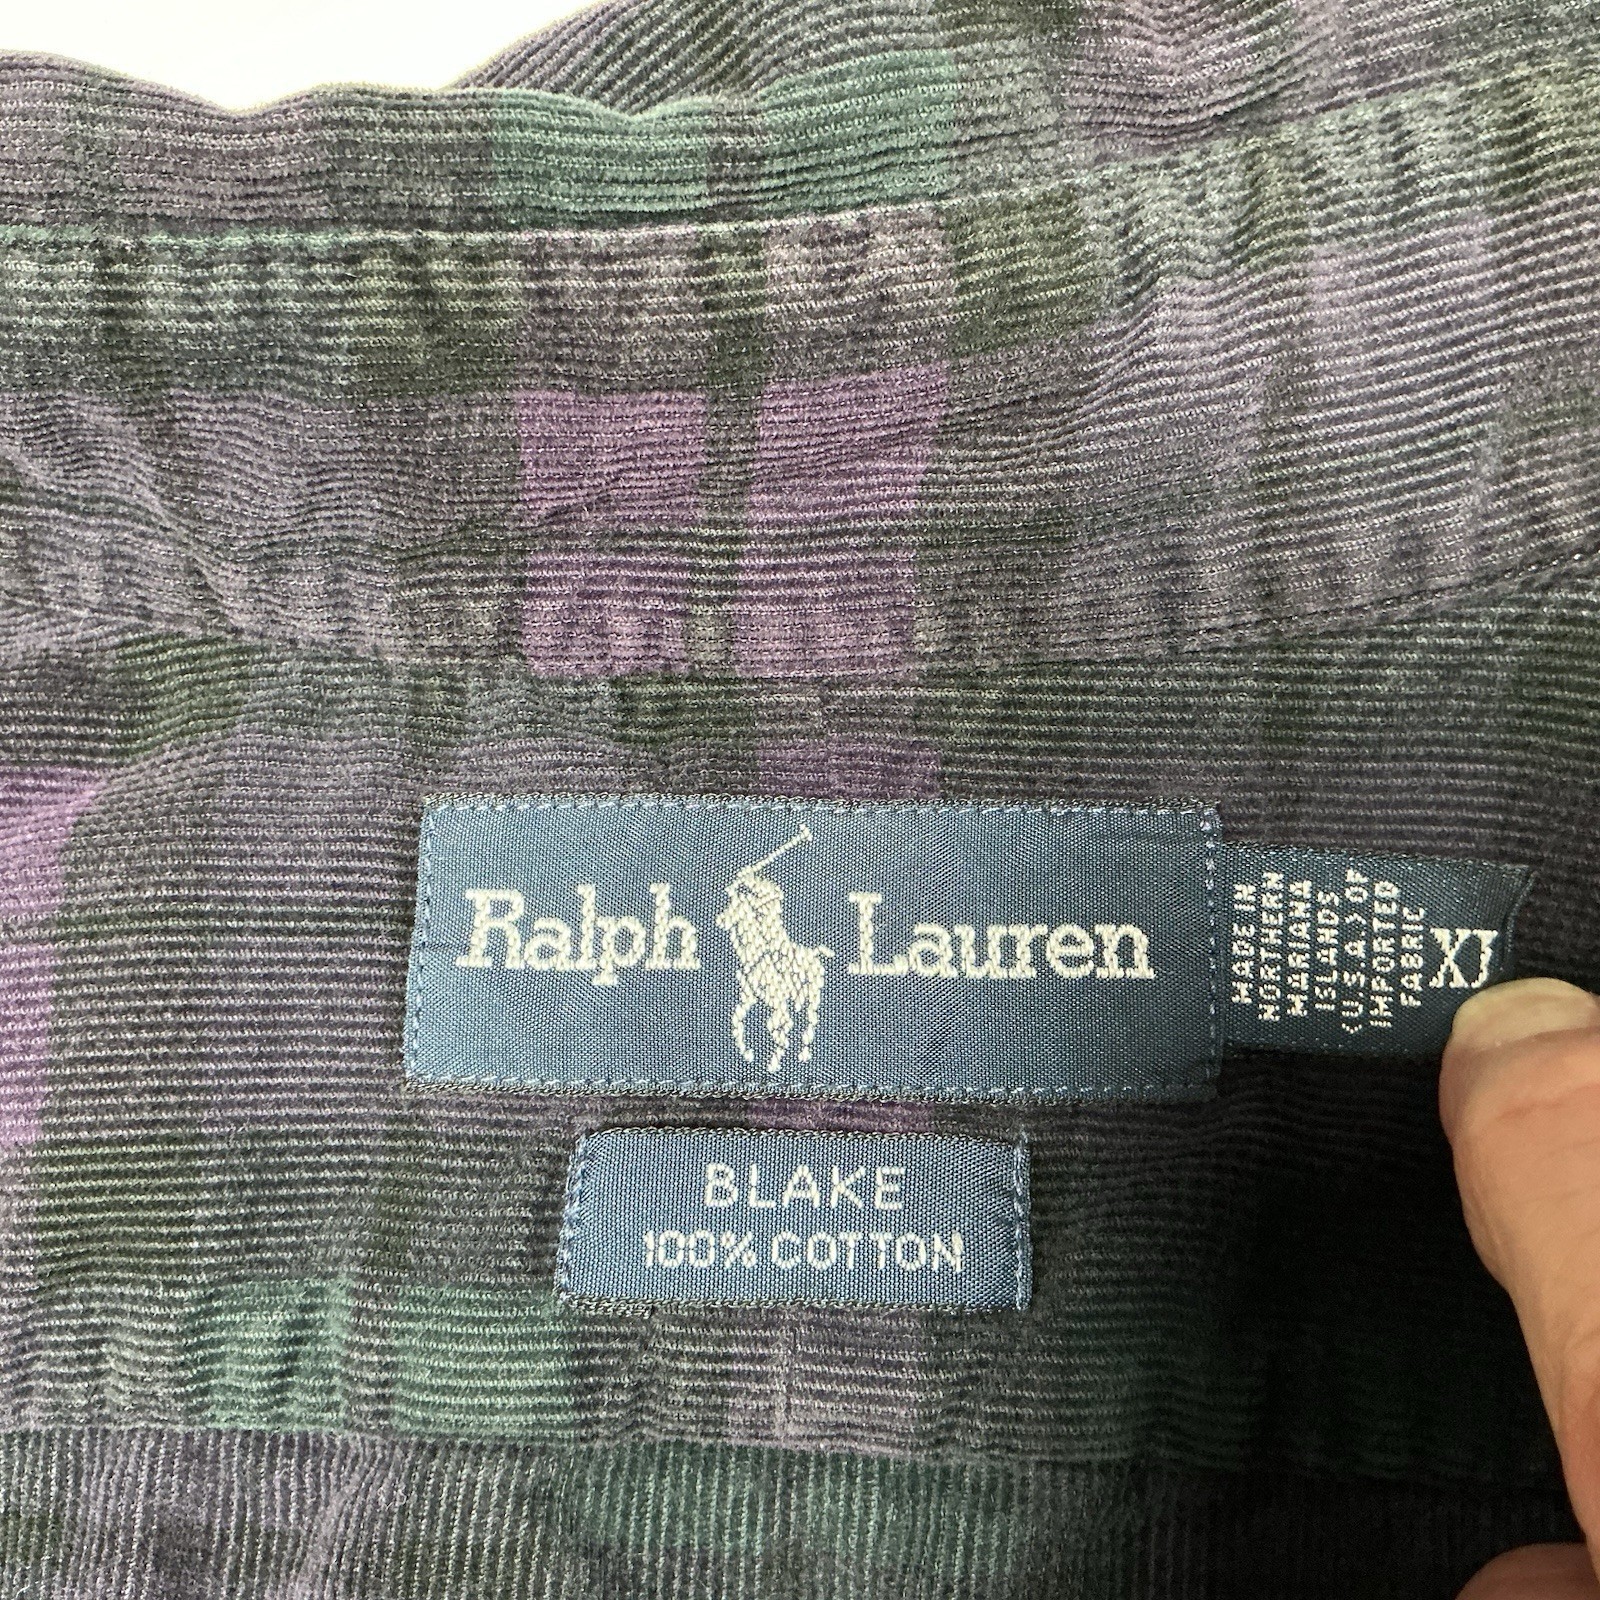 Ralph Lauren
MADE IN
NORTHERN
MARIANA
ISLANDS
(U.S.A.) OF
IMPORTED
FABRIC
XL
BLAKE
100% COTTON